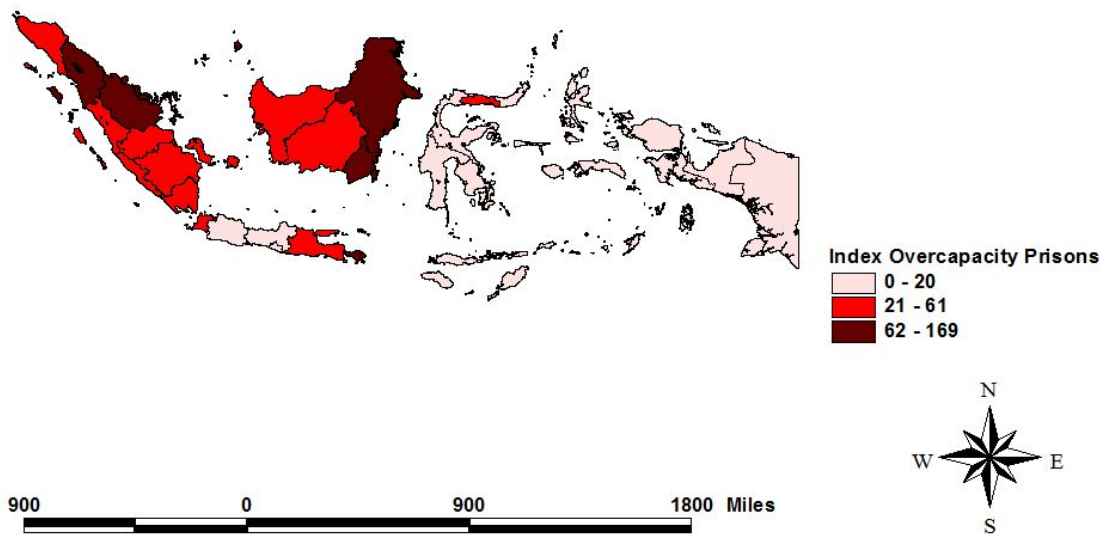 Index Overcapacity Prisons
0 - 20
21 - 61
62 - 169
N
W E
S
900 0 900 1800 Miles